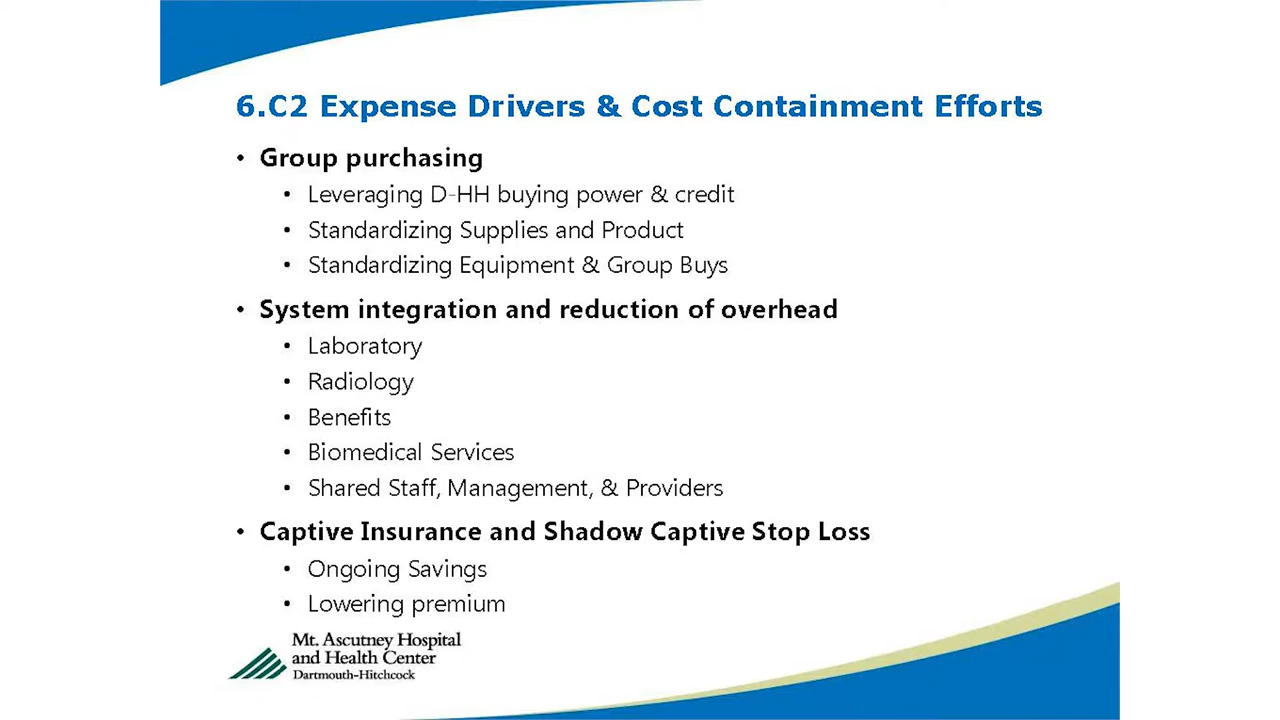 6.C2 Expense Drivers & Cost Containment Efforts
• Group purchasing
• Leveraging D-HH buying power & credit
• Standardizing Supplies and Product
• Standardizing Equipment & Group Buys
• System integration and reduction of overhead
• Laboratory
• Radiology
• Benefits
• Biomedical Services
• Shared Staff, Management, & Providers
• Captive Insurance and Shadow Captive Stop Loss
• Ongoing Savings
• Lowering premium
Mt. Ascutney Hospital
and Health Center
Dartmouth-Hitchcock